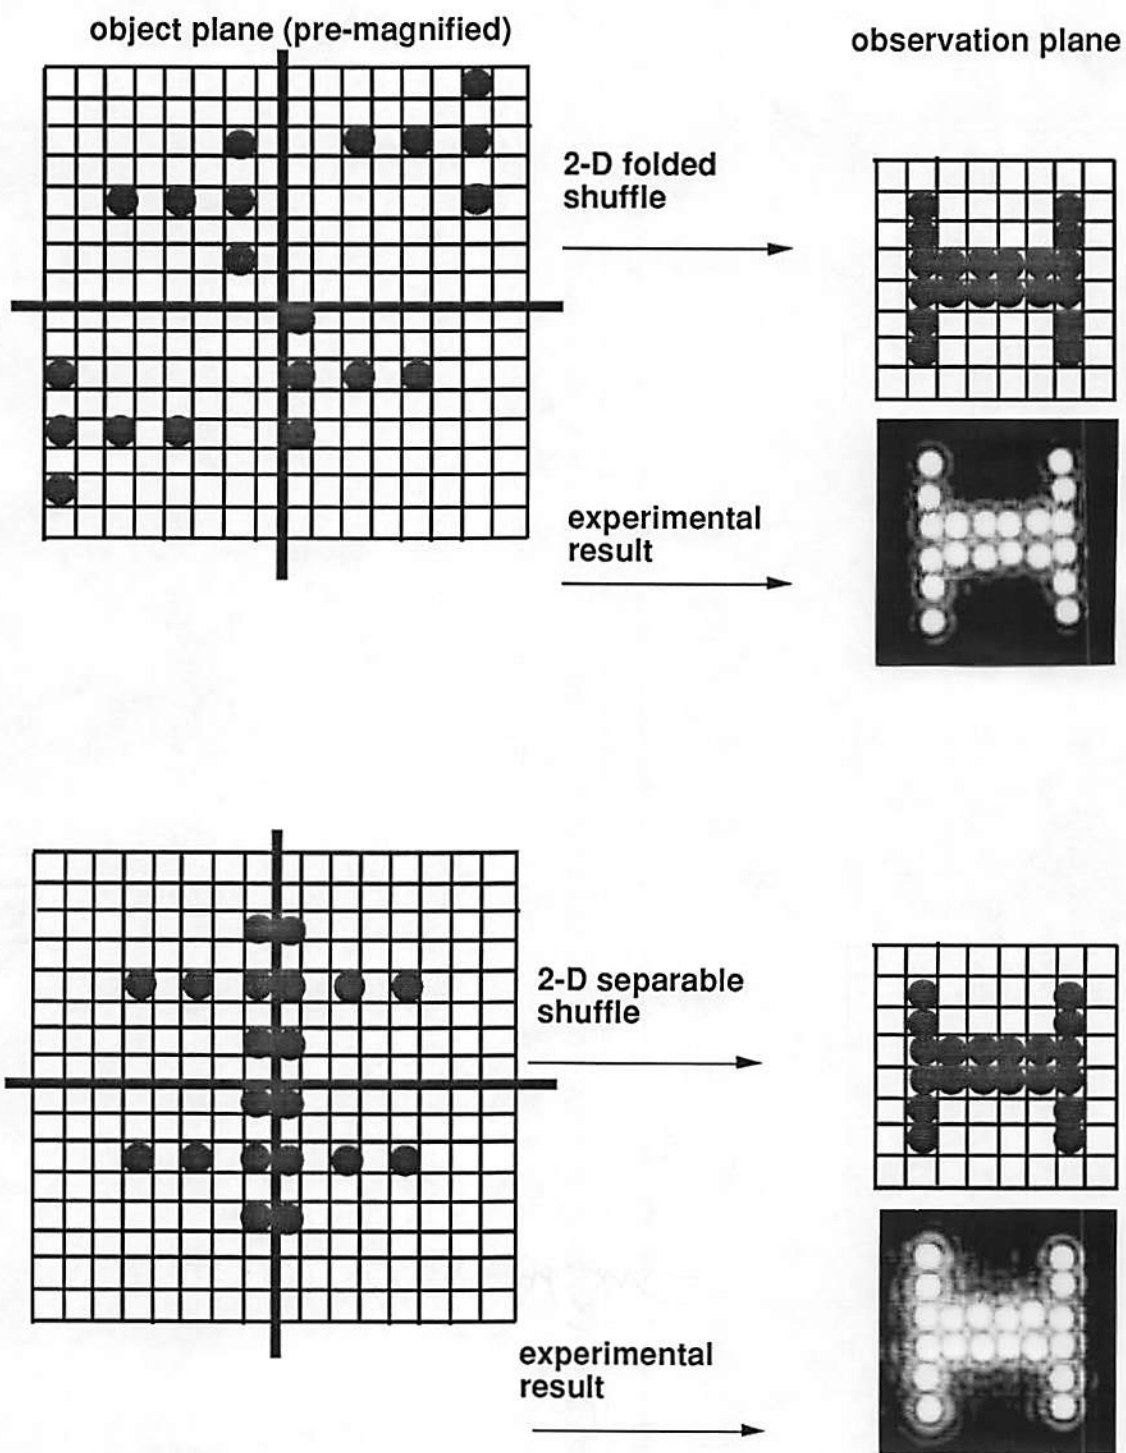 object plane (pre-magnified)
observation plane
2-D folded
shuffle
experimental
result
2-D separable
shuffle
experimental
result